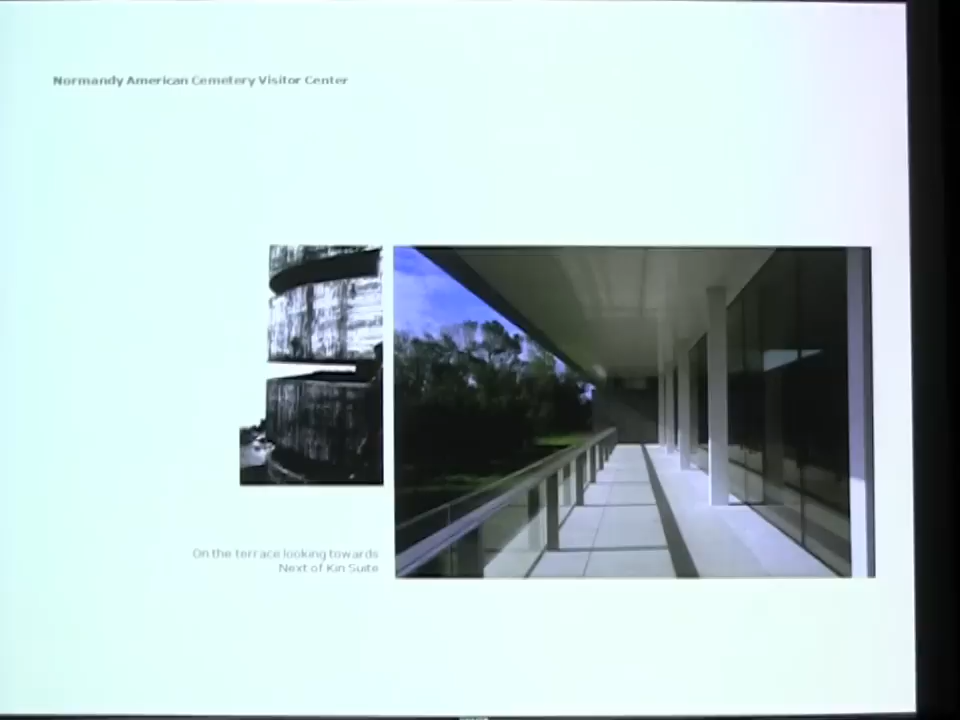 Normandy American Cemetery Visitor Center
On the terrace looking towards
Next of Kin Suite